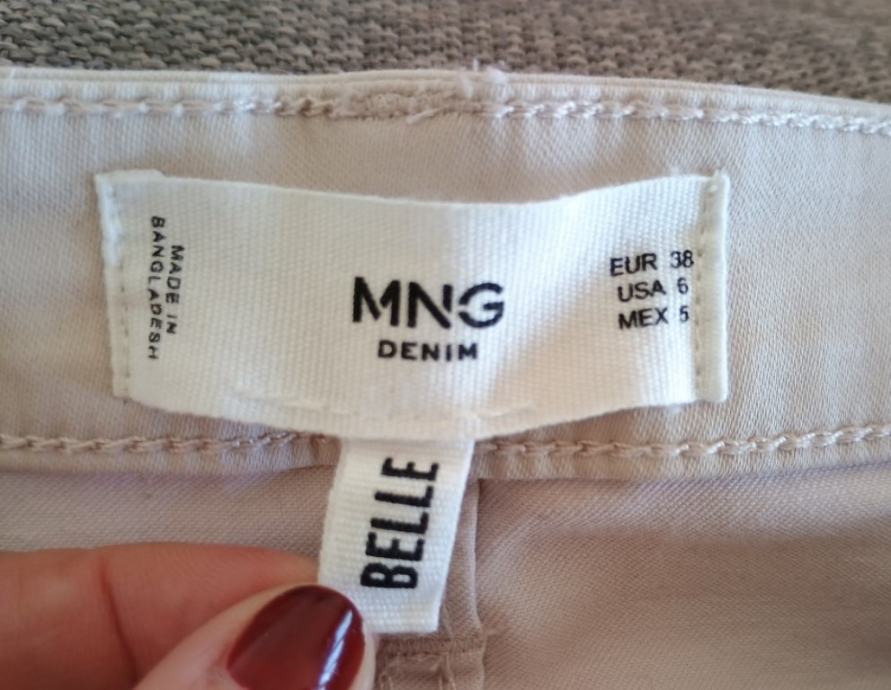 MADE IN
BANGLADESH
MNG
DENIM
EUR 38
USA 6
MEX 5
BELLE